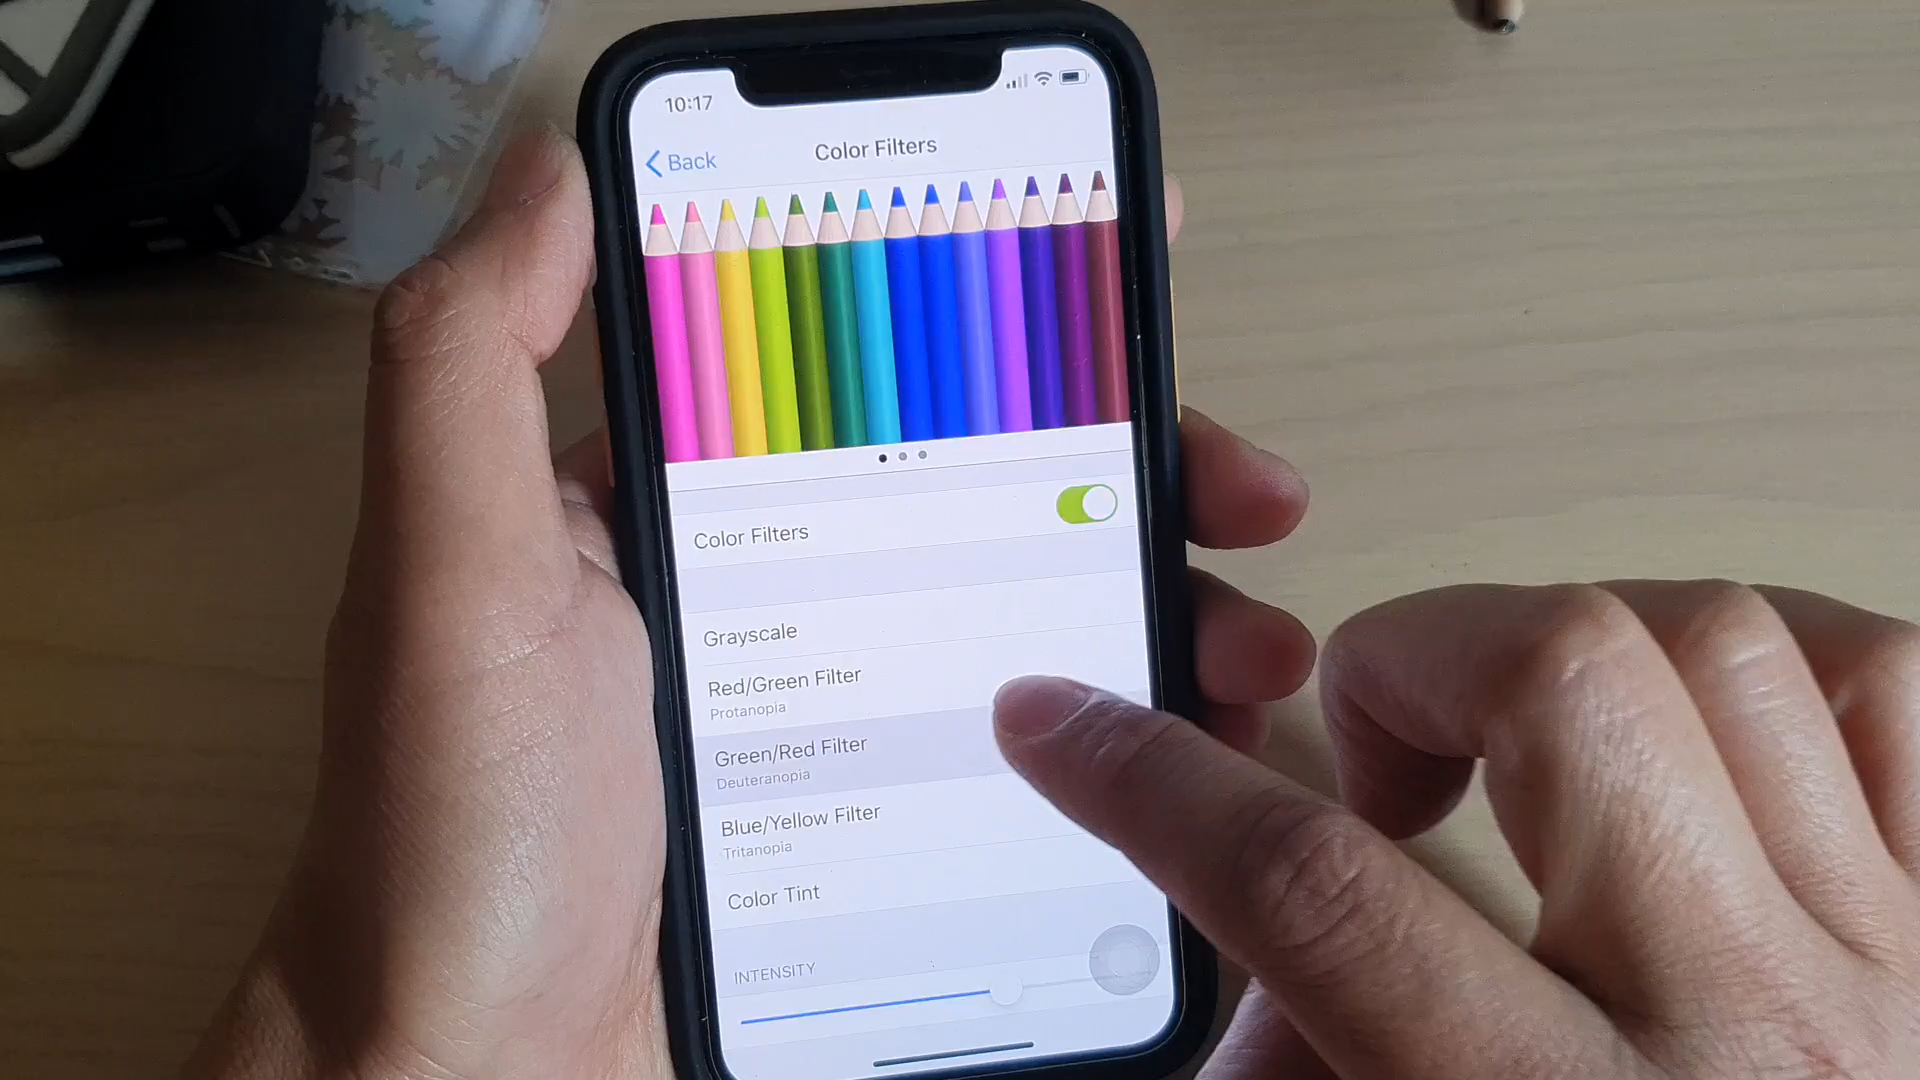 10:17
Back
Color Filters
Color Filters
Grayscale
Red/Green Filter
Protanopia
Green/Red Filter
Deuteranopia
Blue/Yellow Filter
Tritanopia
Color Tint
INTENSITY